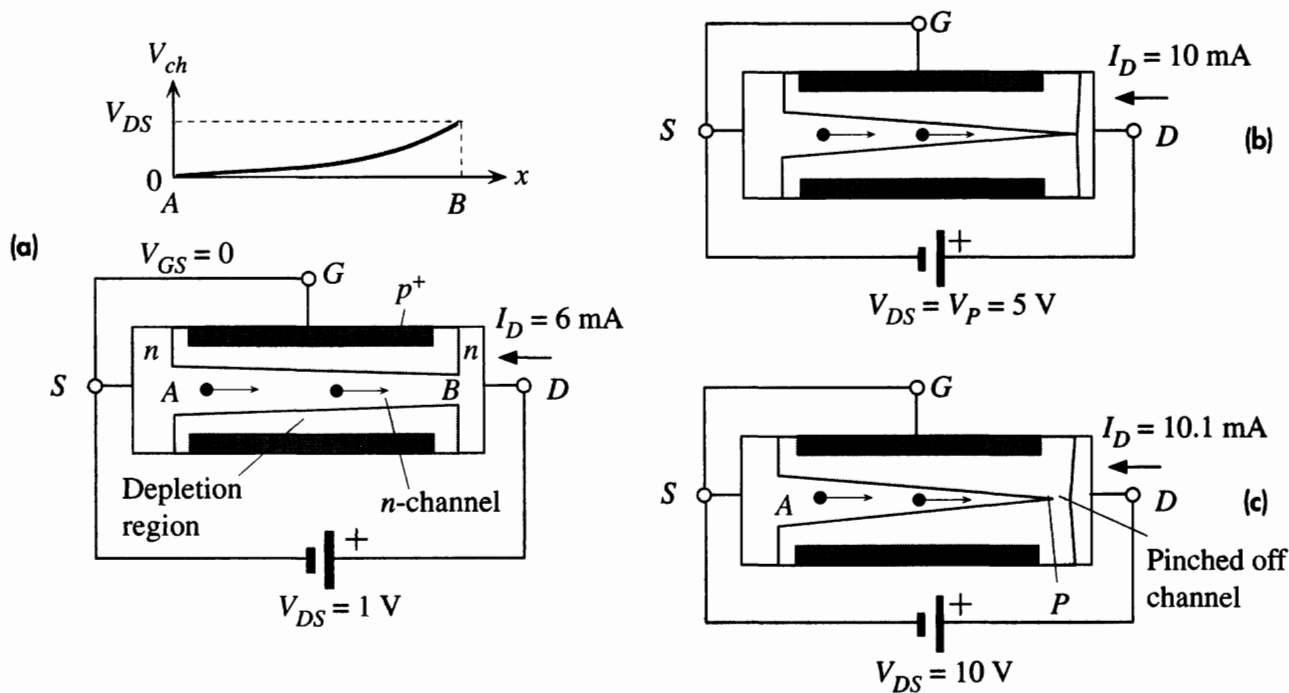 V_ch
V_DS
0
A B x
(a)
V_GS = 0
G
p⁺
I_D = 6 mA
n n
S A B D
Depletion
region
n-channel
+
V_DS = 1 V
G
I_D = 10 mA
S D
(b)
+
V_DS = V_P = 5 V
G
I_D = 10.1 mA
S A D
(c)
Pinched off
channel
P
+
V_DS = 10 V